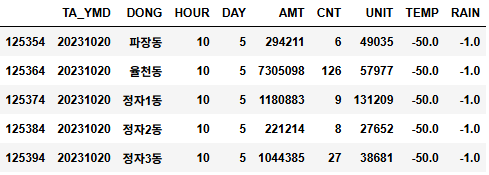 TA_YMD DONG HOUR DAY AMT CNT UNIT TEMP RAIN
125354 20231020 파장동 10 5 294211 6 49035 -50.0 -1.0
125364 20231020 율천동 10 5 7305098 126 57977 -50.0 -1.0
125374 20231020 정자1동 10 5 1180883 9 131209 -50.0 -1.0
125384 20231020 정자2동 10 5 221214 8 27652 -50.0 -1.0
125394 20231020 정자3동 10 5 1044385 27 38681 -50.0 -1.0